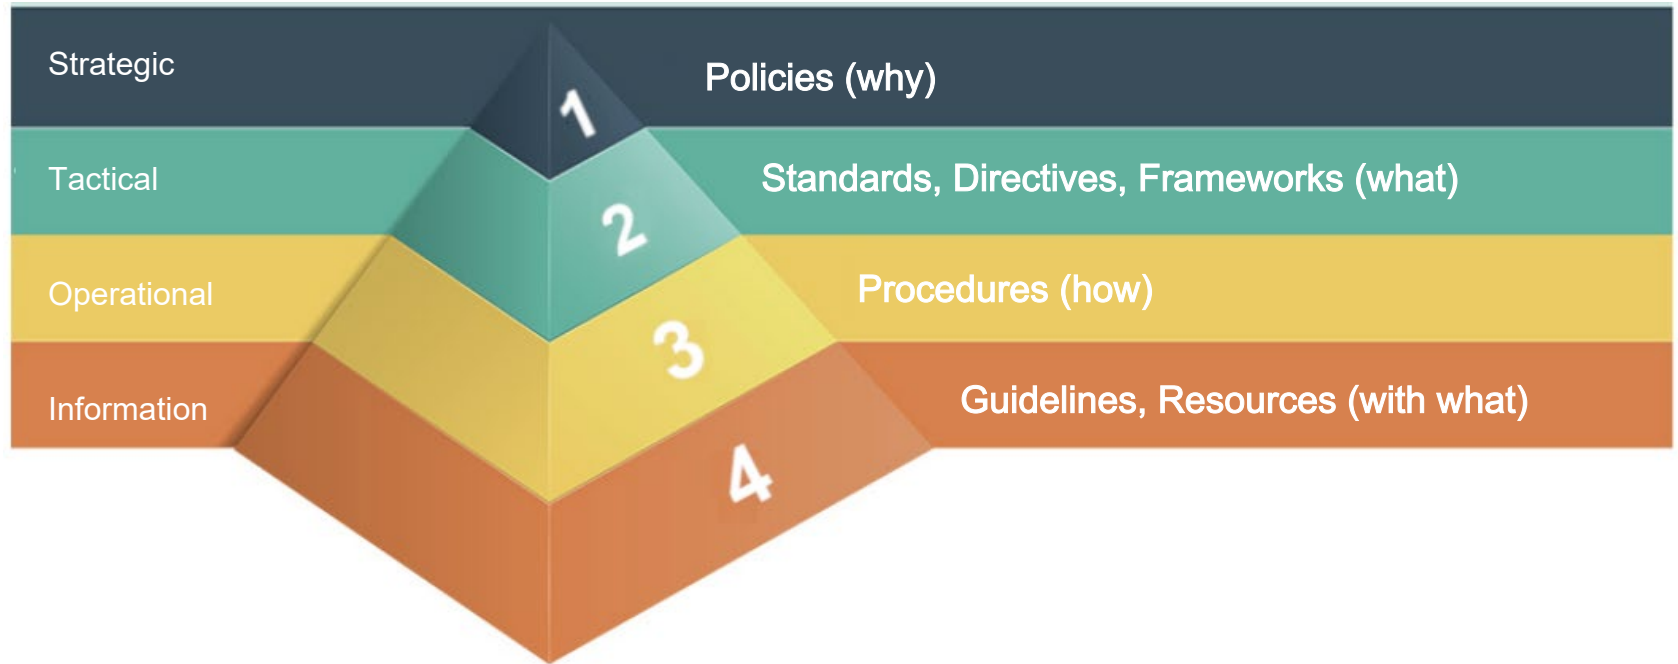 Strategic
Policies (why)
1
Tactical
Standards, Directives, Frameworks (what)
2
Operational
Procedures (how)
3
Information
Guidelines, Resources (with what)
4